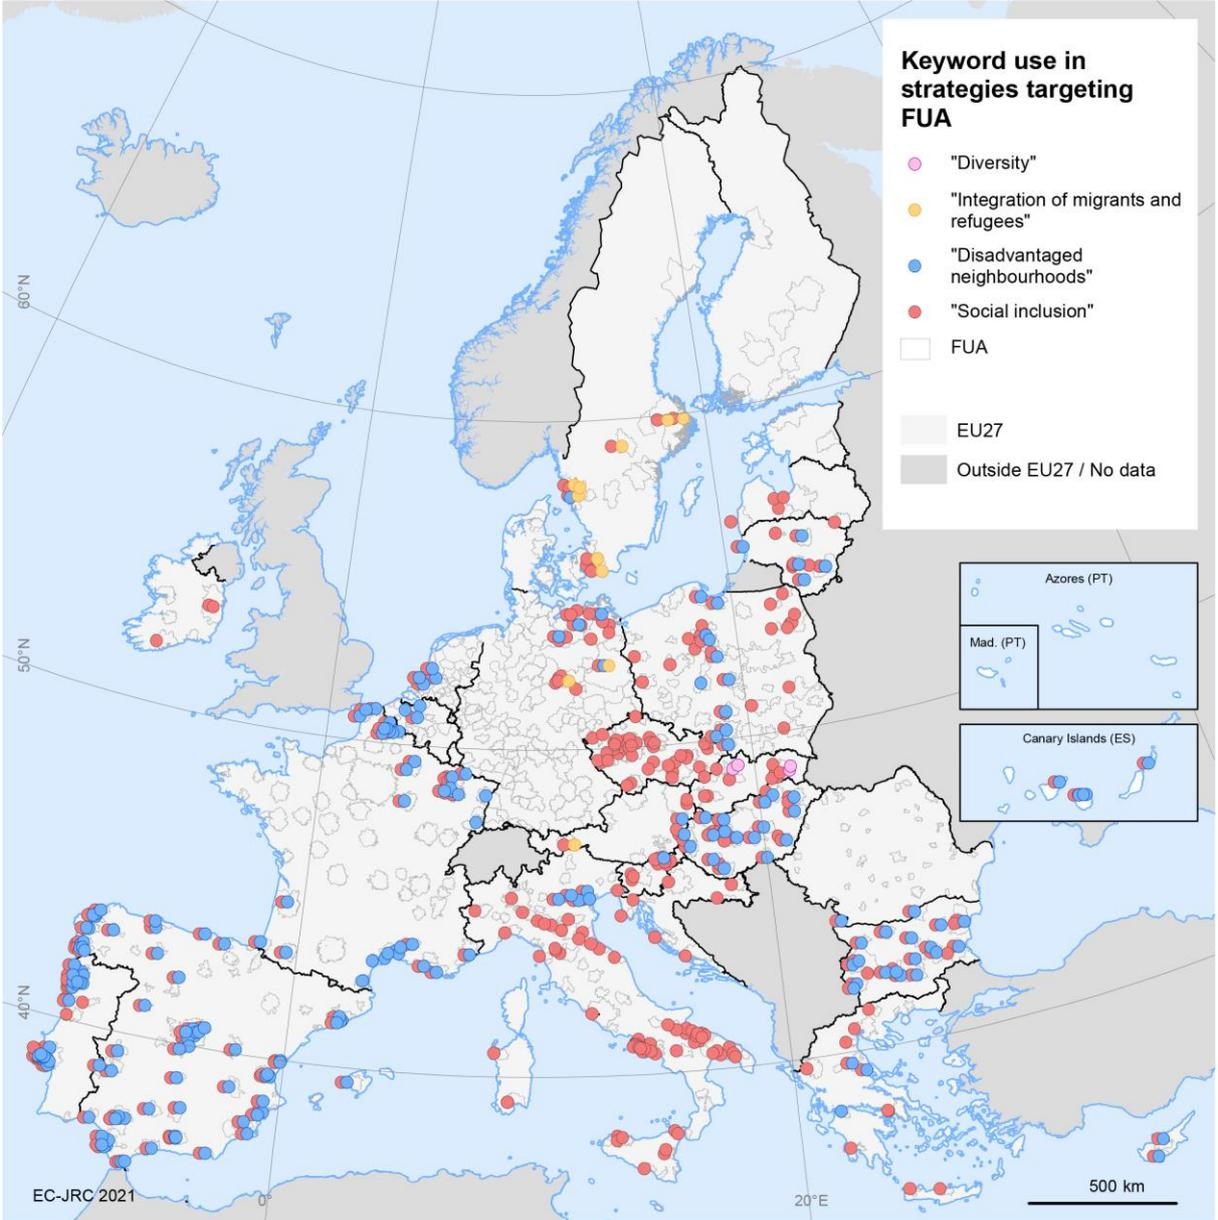 Keyword use in
strategies targeting
FUA
"Diversity"
"Integration of migrants and
refugees"
"Disadvantaged
neighbourhoods"
"Social inclusion"
FUA
EU27
Outside EU27 / No data
60°N
50°N
40°N
Azores (PT)
Mad. (PT)
Canary Islands (ES)
EC-JRC 2021
0°
20°E
500 km